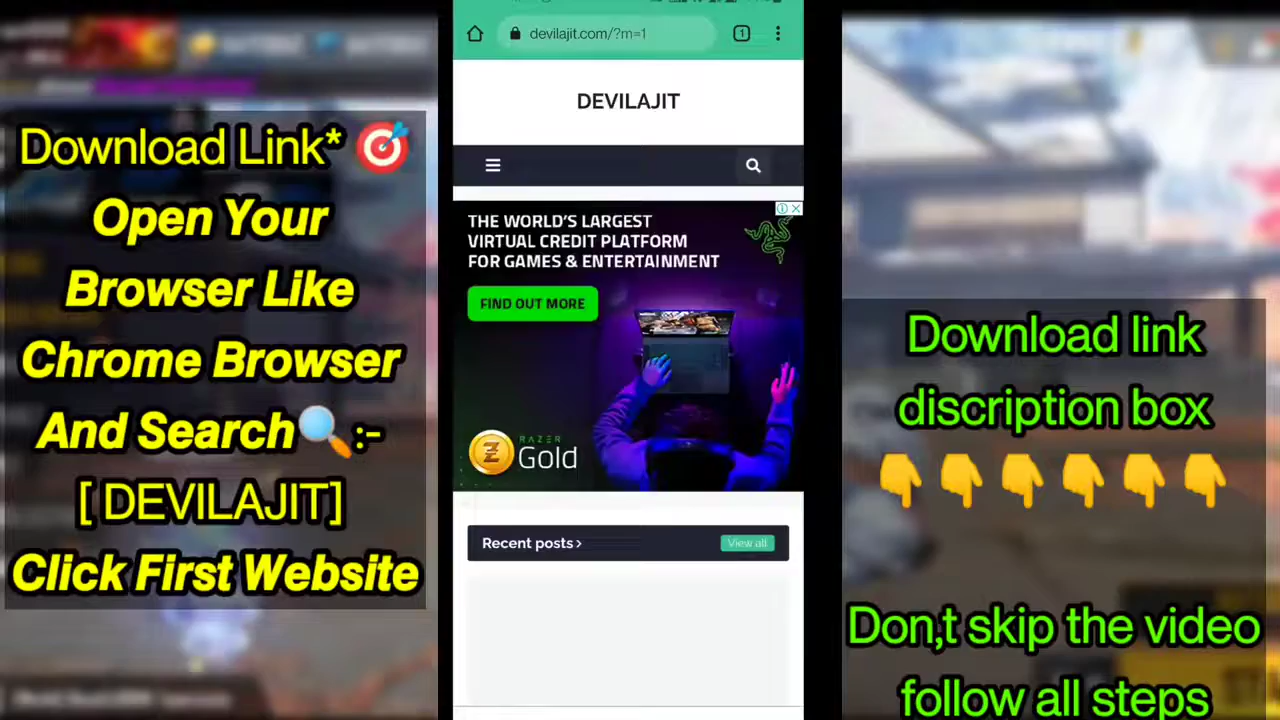 Download Link* 🎯
Open Your
Browser Like
Chrome Browser
And Search🔍:-
[ DEVILAJIT]
Click First Website
devilajit.com/?m=1
1
DEVILAJIT
THE WORLD'S LARGEST
VIRTUAL CREDIT PLATFORM
FOR GAMES & ENTERTAINMENT
FIND OUT MORE
RAZER
Gold
Recent posts >
View all
Download link
discription box
👇👇👇👇👇👇
Don,t skip the video
follow all steps